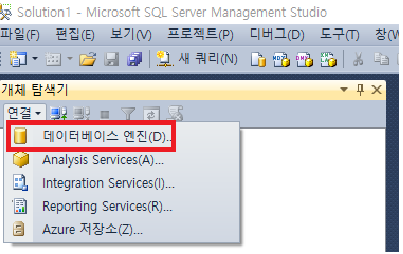 Solution1 - Microsoft SQL Server Management Studio
파일(F) 편집(E) 보기(V) 프로젝트(P) 디버그(D) 도구(T) 창(W
새 쿼리(N)
개체 탐색기
연결
데이터베이스 엔진(D)...
Analysis Services(A)...
Integration Services(I)...
Reporting Services(R)...
Azure 저장소(Z)...